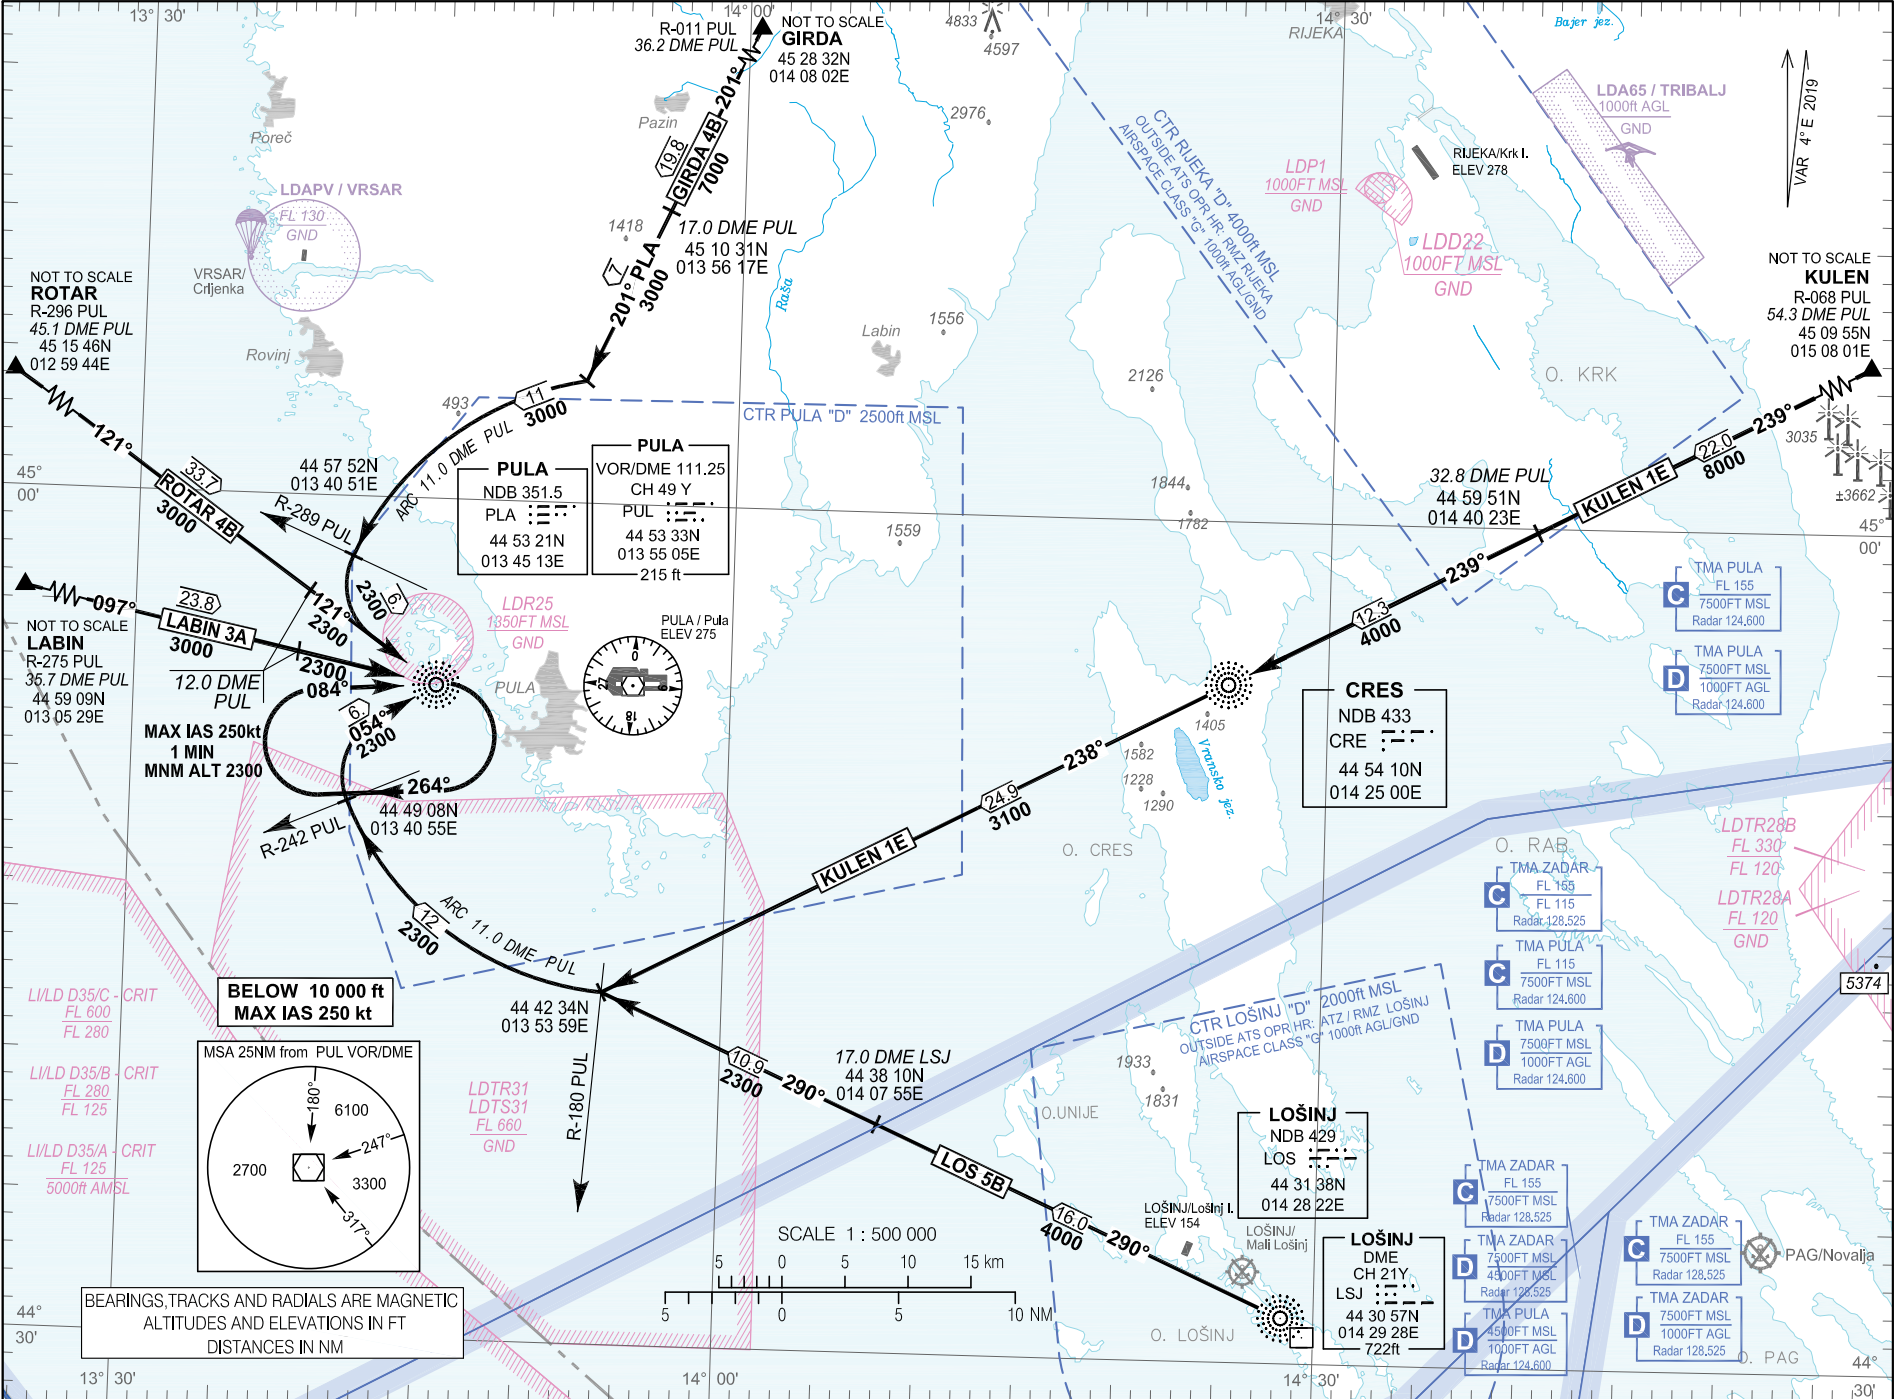 13° 30'
14° 00'
14° 30'
R-011 PUL
36.2 DME PUL
NOT TO SCALE
GIRDA
45 28 32N
014 08 02E
4833
4597
RIJEKA
Bajer jez.
VAR 4° E 2019
Poreč
Pazin
201°
GIRDA 4B
19.8
7000
2976
CTR RIJEKA "D" 4000ft MSL
OUTSIDE ATS OPR HR: RMZ RIJEKA
AIRSPACE CLASS "G" 1000ft AGL/GND
LDA65 / TRIBALJ
1000ft AGL
GND
RIJEKA/Krk I.
ELEV 278
LDP1
1000FT MSL
GND
LDD22
1000FT MSL
GND
LDAPV / VRSAR
FL 130
GND
VRSAR/
Crljenka
1418
17.0 DME PUL
45 10 31N
013 56 17E
7
201° PLA
3000
Raša
NOT TO SCALE
ROTAR
R-296 PUL
45.1 DME PUL
45 15 46N
012 59 44E
Rovinj
Labin
1556
NOT TO SCALE
KULEN
R-068 PUL
54.3 DME PUL
45 09 55N
015 08 01E
O. KRK
2126
493
11
3000
ARC 11.0 DME PUL
CTR PULA "D" 2500ft MSL
121°
33.7
ROTAR 4B
3000
45°
00'
44 57 52N
013 40 51E
R-289 PUL
PULA
NDB 351.5
PLA
44 53 21N
013 45 13E
PULA
VOR/DME 111.25
CH 49 Y
PUL
44 53 33N
013 55 05E
215 ft
1844
1782
1559
32.8 DME PUL
44 59 51N
014 40 23E
KULEN 1E
22.0
8000
239°
3035
±3662
45°
00'
239°
12.3
4000
TMA PULA
C
FL 155
7500FT MSL
Radar 124.600
TMA PULA
D
7500FT MSL
1000FT AGL
Radar 124.600
097°
23.8
LABIN 3A
3000
NOT TO SCALE
LABIN
R-275 PUL
35.7 DME PUL
44 59 09N
013 05 29E
121°
2300
6.
2300
2300
084°
12.0 DME
PUL
LDR25
1350FT MSL
GND
PULA / Pula
ELEV 275
0
9
18
27
PULA
MAX IAS 250kt
1 MIN
MNM ALT 2300
6.
054°
2300
264°
44 49 08N
013 40 55E
R-242 PUL
CRES
NDB 433
CRE
44 54 10N
014 25 00E
1405
1582
1228
1290
Vransko jez.
238°
24.9
3100
KULEN 1E
O. CRES
O. RAB
12
2300
ARC 11.0 DME PUL
TMA ZADAR
C
FL 155
FL 115
Radar 128.525
TMA PULA
C
FL 115
7500FT MSL
Radar 124.600
TMA PULA
D
7500FT MSL
1000FT AGL
Radar 124.600
LDTR28B
FL 330
FL 120
LDTR28A
FL 120
GND
5374
LI/LD D35/C - CRIT
FL 600
FL 280
LI/LD D35/B - CRIT
FL 280
FL 125
LI/LD D35/A - CRIT
FL 125
5000ft AMSL
BELOW 10 000 ft
MAX IAS 250 kt
44 42 34N
013 53 59E
R-180 PUL
MSA 25NM from PUL VOR/DME
180°
6100
247°
2700
3300
317°
LDTR31
LDTS31
FL 660
GND
10.9
2300
290°
17.0 DME LSJ
44 38 10N
014 07 55E
CTR LOŠINJ "D" 2000ft MSL
OUTSIDE ATS OPR HR: ATZ / RMZ LOŠINJ
AIRSPACE CLASS "G" 1000ft AGL/GND
1933
1831
O.UNIJE
LOS 5B
16.0
4000
290°
LOŠINJ
NDB 429
LOS
44 31 38N
014 28 22E
LOŠINJ/Lošinj I.
ELEV 154
LOŠINJ/
Mali Lošinj
LOŠINJ
DME
CH 21Y
LSJ
44 30 57N
014 29 28E
722ft
O. LOŠINJ
TMA ZADAR
C
FL 155
7500FT MSL
Radar 128.525
TMA ZADAR
D
7500FT MSL
4500FT MSL
Radar 128.525
TMA PULA
D
4500FT MSL
1000FT AGL
Radar 124.600
TMA ZADAR
C
FL 155
7500FT MSL
Radar 128.525
TMA ZADAR
D
7500FT MSL
1000FT AGL
Radar 128.525
PAG/Novalja
O. PAG
SCALE 1 : 500 000
5 0 5 10 15 km
5 0 5 10 NM
BEARINGS,TRACKS AND RADIALS ARE MAGNETIC
ALTITUDES AND ELEVATIONS IN FT
DISTANCES IN NM
44°
30'
44°
30'
13° 30'
14° 00'
14° 30'